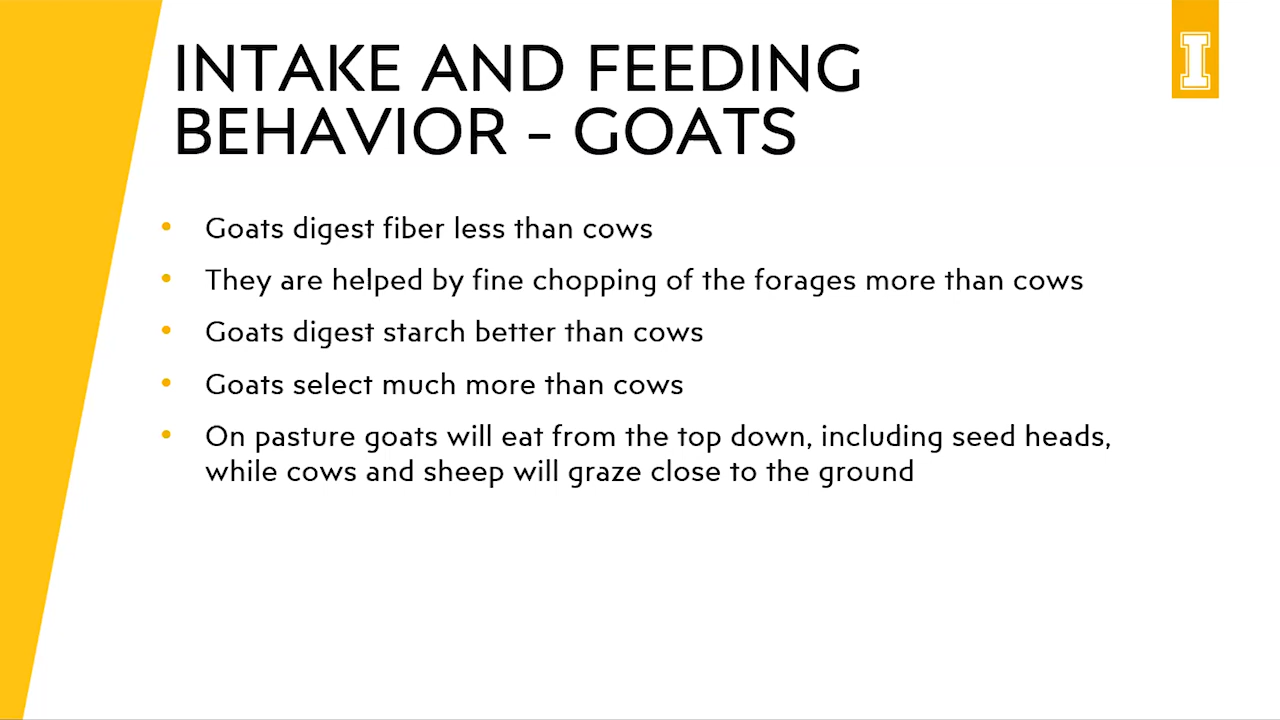 INTAKE AND FEEDING
BEHAVIOR – GOATS
I
• Goats digest fiber less than cows
• They are helped by fine chopping of the forages more than cows
• Goats digest starch better than cows
• Goats select much more than cows
• On pasture goats will eat from the top down, including seed heads,
while cows and sheep will graze close to the ground